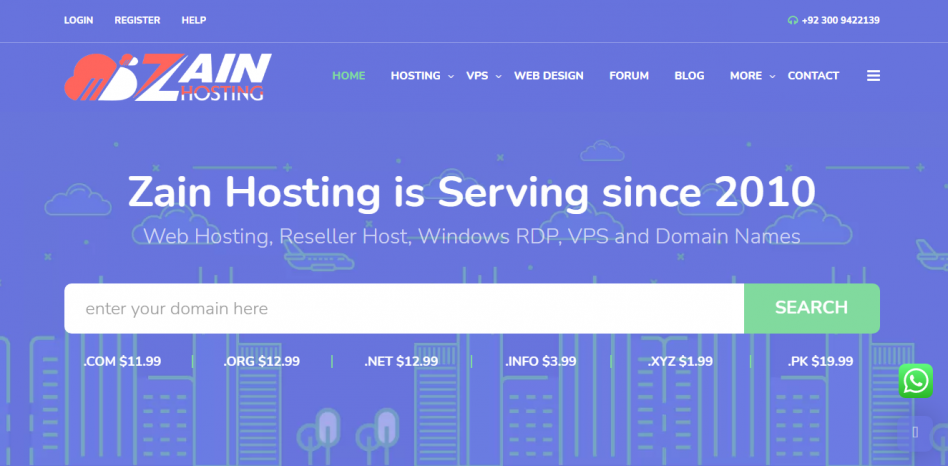 LOGIN REGISTER HELP +92 300 9422139
ZAIN
HOSTING
HOME HOSTING VPS WEB DESIGN FORUM BLOG MORE CONTACT
Zain Hosting is Serving since 2010
Web Hosting, Reseller Host, Windows RDP, VPS and Domain Names
enter your domain here SEARCH
.COM $11.99 | .ORG $12.99 | .NET $12.99 | .INFO $3.99 | .XYZ $1.99 | .PK $19.99